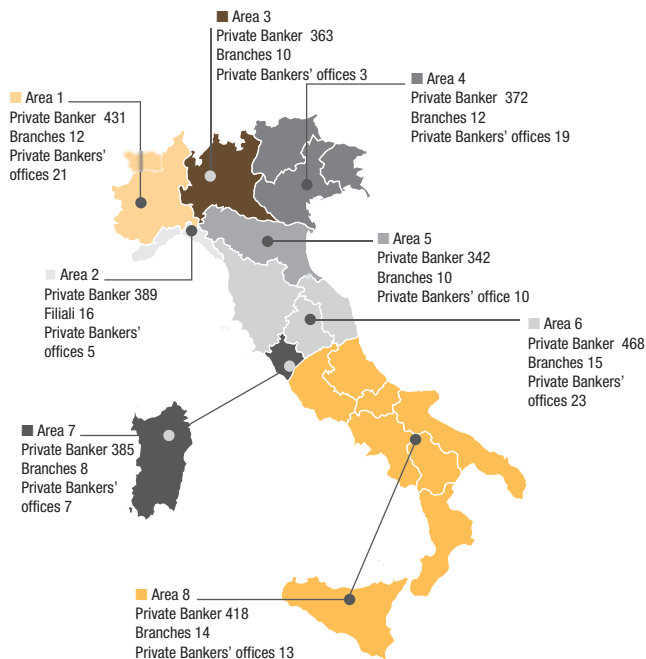 Area 3
Private Banker 363
Branches 10
Private Bankers' offices 3
Area 4
Private Banker 372
Branches 12
Private Bankers' offices 19
Area 1
Private Banker 431
Branches 12
Private Bankers'
offices 21
Area 5
Private Banker 342
Branches 10
Private Bankers' office 10
Area 2
Private Banker 389
Filiali 16
Private Bankers'
offices 5
Area 6
Private Banker 468
Branches 15
Private Bankers'
offices 23
Area 7
Private Banker 385
Branches 8
Private Bankers'
offices 7
Area 8
Private Banker 418
Branches 14
Private Bankers' offices 13